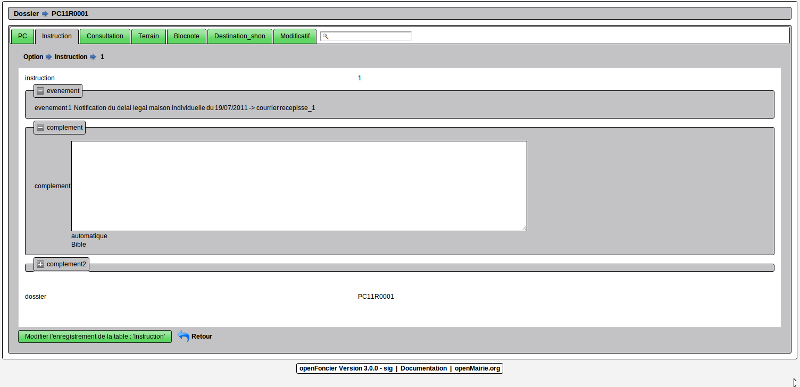 Dossier PC11R0001
PC Instruction Consultation Terrain Blocnote Destination_shon Modificatif
Option Instruction 1
instruction 1
evenement
evenement 1 Notification du delai legal maison individuelle du 19/07/2011 -> courrier recepisse_1
complement
complement
automatique
Bible
complement2
dossier PC11R0001
Modifier l'enregistrement de la table : 'instruction' Retour
openFoncier Version 3.0.0 - sig | Documentation | openMairie.org